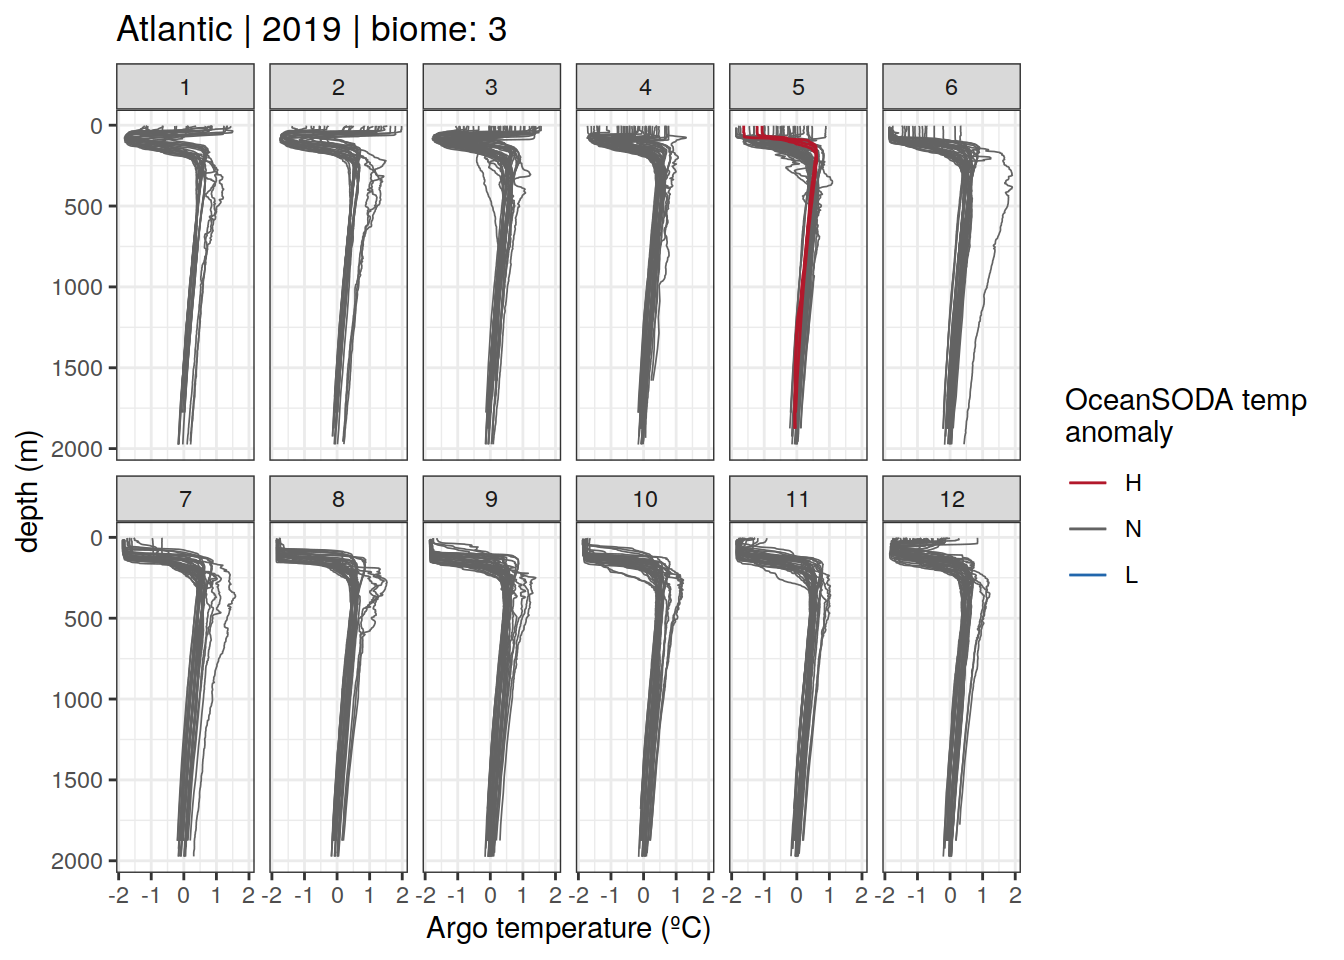 Atlantic | 2019 | biome: 3
1 2 3 4 5 6
0
500
1000
1500
2000
7 8 9 10 11 12
0
500
1000
1500
2000
-2 -1 0 1 2 -2 -1 0 1 2 -2 -1 0 1 2 -2 -1 0 1 2 -2 -1 0 1 2 -2 -1 0 1 2
Argo temperature (ºC)
depth (m)
OceanSODA temp
anomaly
H
N
L